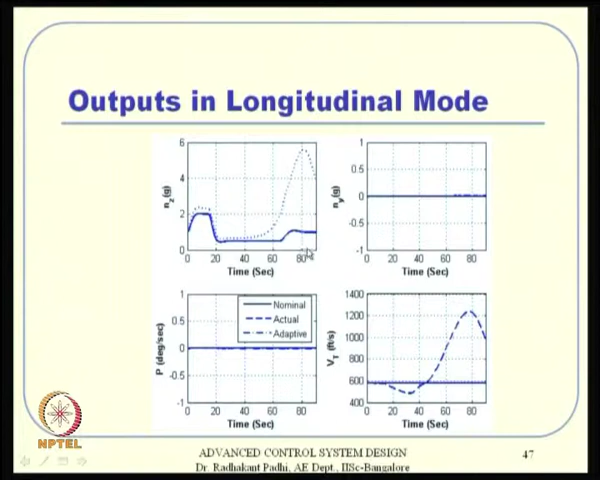 Outputs in Longitudinal Mode
6
4
2
0
n_z(g)
0 20 40 60 80
Time (Sec)
1
0.5
0
-0.5
-1
n_y(g)
0 20 40 60 80
Time (Sec)
1
0.5
0
-0.5
-1
P (deg/sec)
Nominal
Actual
Adaptive
0 20 40 60 80
Time (Sec)
1400
1200
1000
800
600
400
V_T (ft/s)
0 20 40 60 80
Time (Sec)
NPTEL
ADVANCED CONTROL SYSTEM DESIGN
Dr. Radhakant Padhi, AE Dept., IISc-Bangalore
47